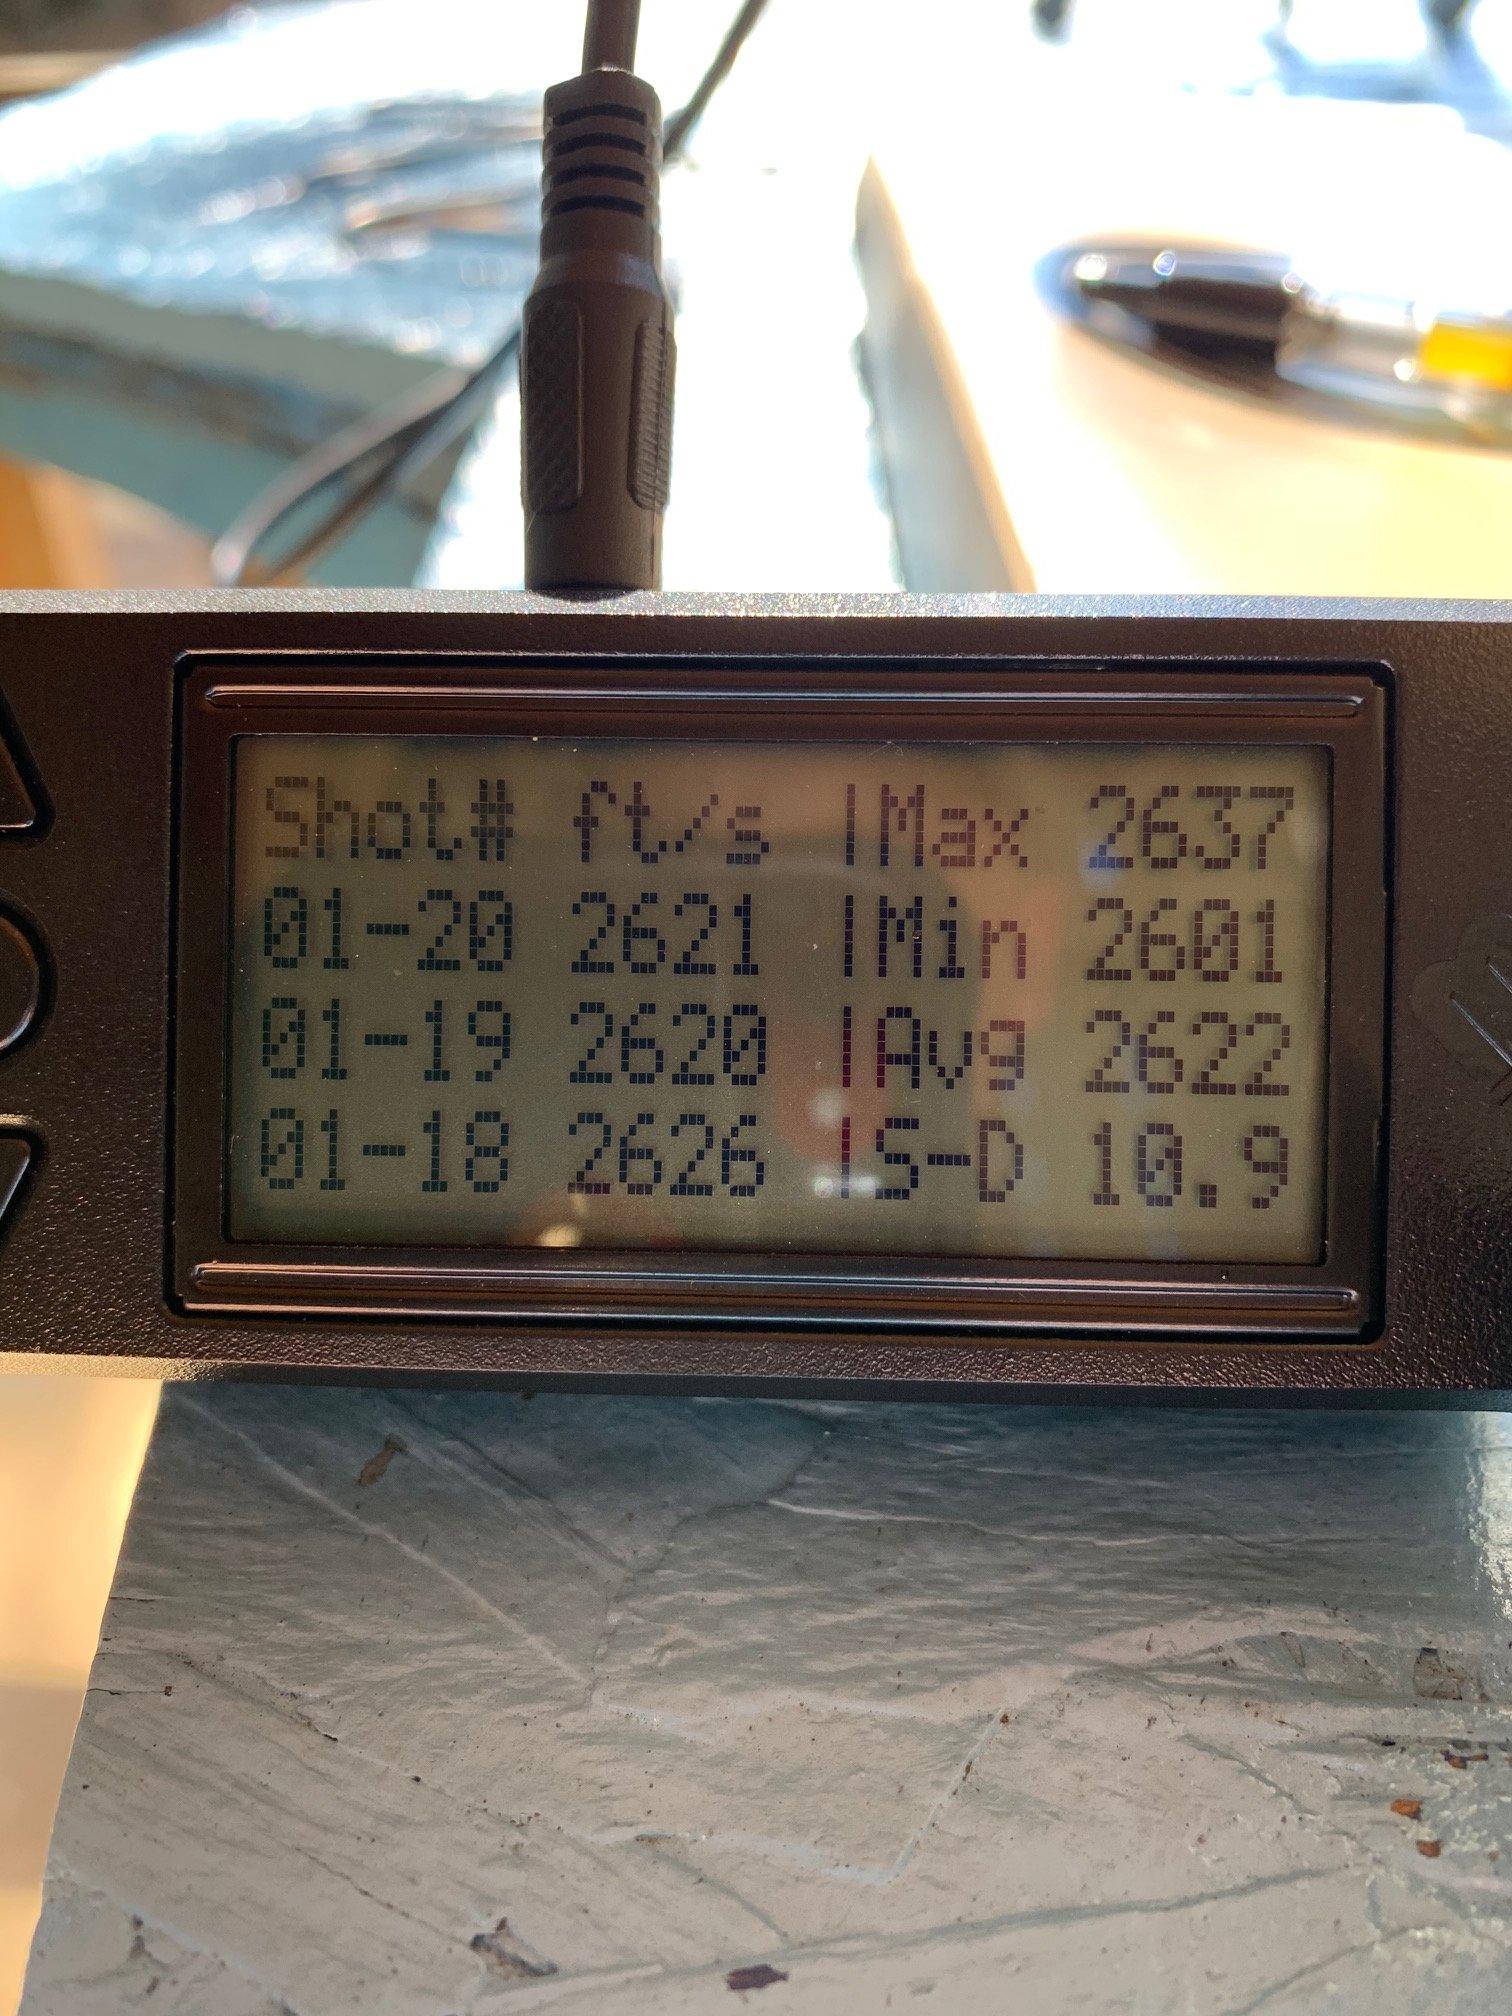 Shot# ft/s |Max 2637
01-20 2621 |Min 2601
01-19 2620 |Avg 2622
01-18 2626 |S-D 10.9